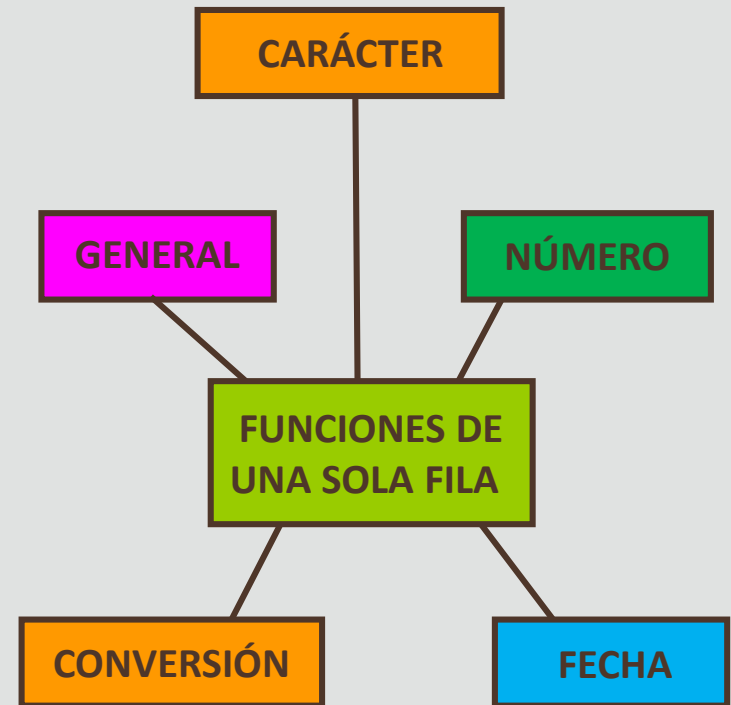 CARÁCTER
GENERAL
NÚMERO
FUNCIONES DE
UNA SOLA FILA
CONVERSIÓN
FECHA